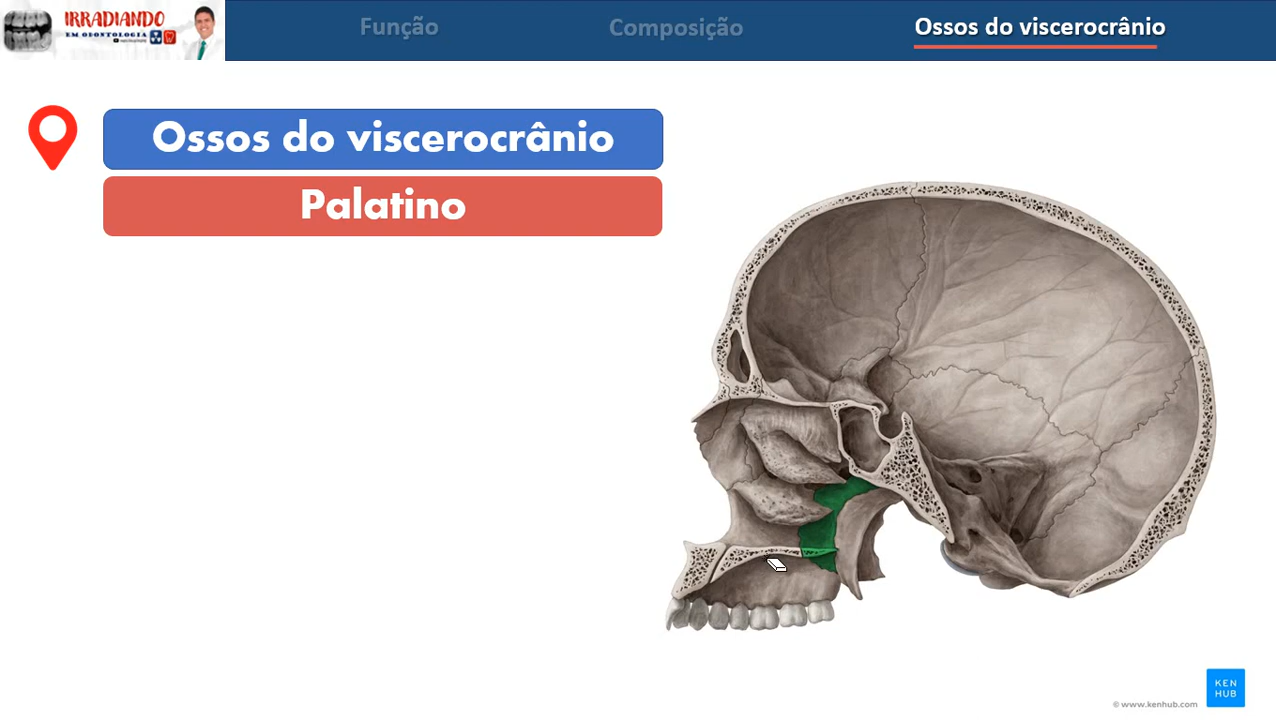 IRRADIANDO
EM ODONTOLOGIA
Função
Composição
Ossos do viscerocrânio
Ossos do viscerocrânio
Palatino
KEN
HUB
© www.kenhub.com